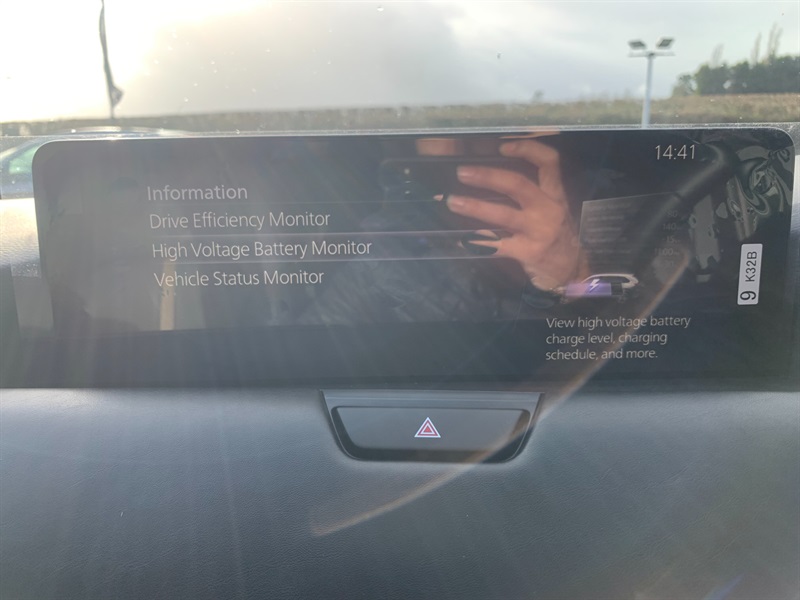 14:41
Information
Drive Efficiency Monitor
High Voltage Battery Monitor
Vehicle Status Monitor
View high voltage battery
charge level, charging
schedule, and more.
9 K32B